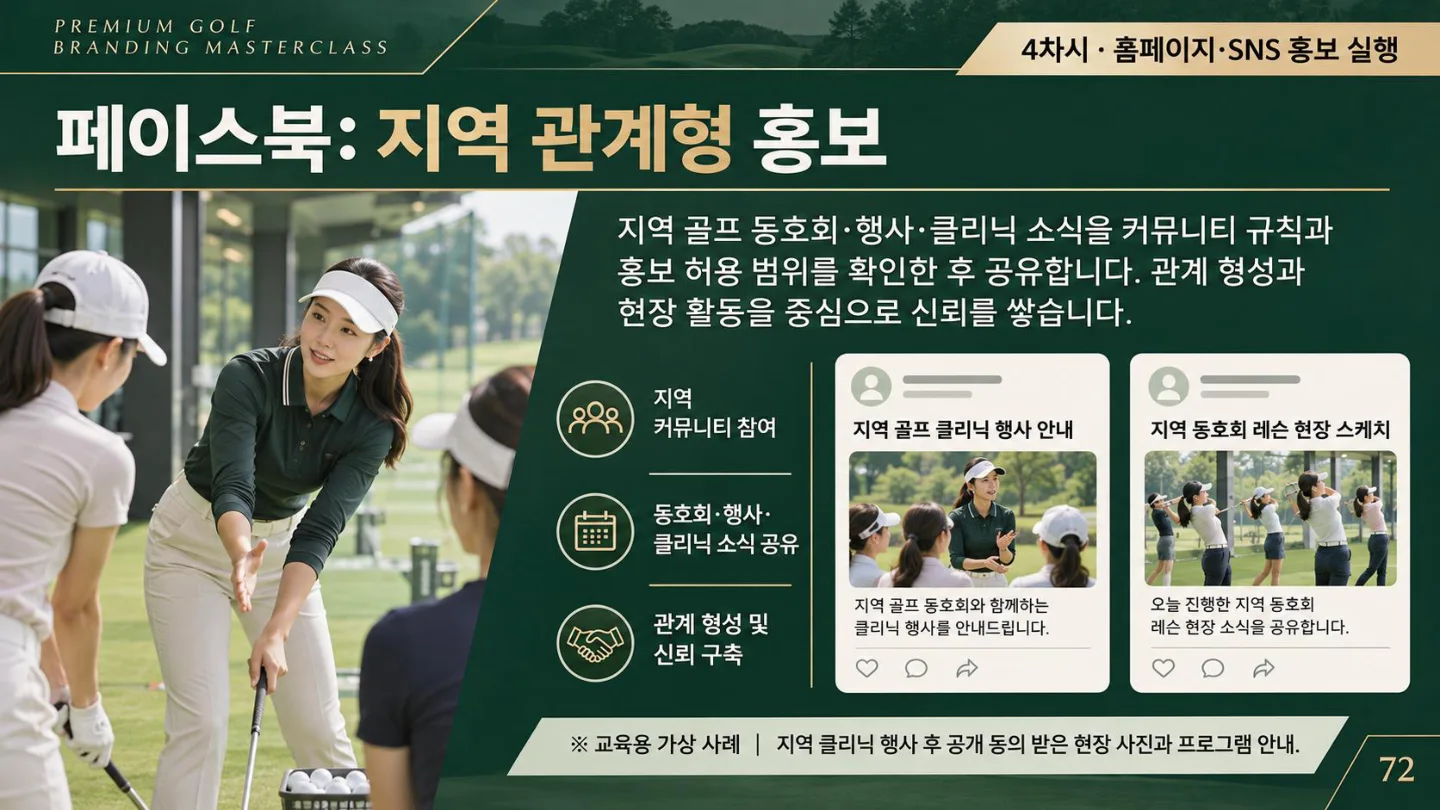 PREMIUM GOLF
BRANDING MASTERCLASS
4차시 · 홈페이지·SNS 홍보 실행
페이스북: 지역 관계형 홍보
지역 골프 동호회·행사·클리닉 소식을 커뮤니티 규칙과
홍보 허용 범위를 확인한 후 공유합니다. 관계 형성과
현장 활동을 중심으로 신뢰를 쌓습니다.
지역
커뮤니티 참여
동호회·행사·
클리닉 소식 공유
관계 형성 및
신뢰 구축
지역 골프 클리닉 행사 안내
지역 골프 동호회와 함께하는
클리닉 행사를 안내드립니다.
지역 동호회 레슨 현장 스케치
오늘 진행한 지역 동호회
레슨 현장 소식을 공유합니다.
※ 교육용 가상 사례 | 지역 클리닉 행사 후 공개 동의 받은 현장 사진과 프로그램 안내.
72